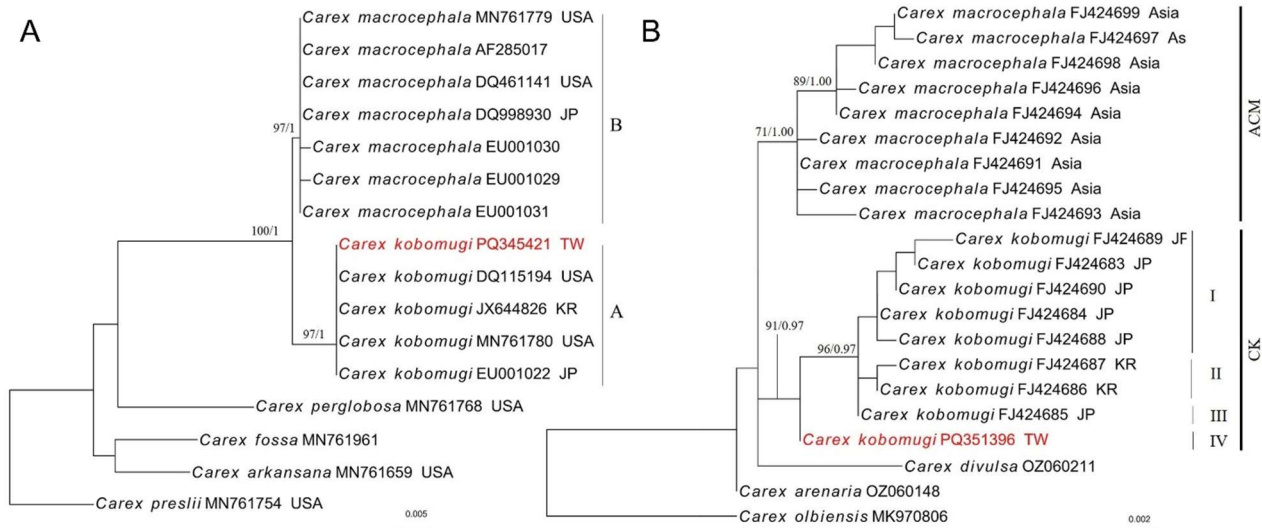 A
Carex macrocephala MN761779 USA
Carex macrocephala AF285017
Carex macrocephala DQ461141 USA
Carex macrocephala DQ998930 JP
97/1
Carex macrocephala EU001030
B
Carex macrocephala EU001029
Carex macrocephala EU001031
100/1
Carex kobomugi PQ345421 TW
Carex kobomugi DQ115194 USA
Carex kobomugi JX644826 KR
A
97/1
Carex kobomugi MN761780 USA
Carex kobomugi EU001022 JP
Carex perglobosa MN761768 USA
Carex fossa MN761961
Carex arkansana MN761659 USA
Carex preslii MN761754 USA
0.005
B
Carex macrocephala FJ424699 Asia
Carex macrocephala FJ424697 As
Carex macrocephala FJ424698 Asia
89/1.00
Carex macrocephala FJ424696 Asia
Carex macrocephala FJ424694 Asia
ACM
71/1.00
Carex macrocephala FJ424692 Asia
Carex macrocephala FJ424691 Asia
Carex macrocephala FJ424695 Asia
Carex macrocephala FJ424693 Asia
Carex kobomugi FJ424689 JP
Carex kobomugi FJ424683 JP
Carex kobomugi FJ424690 JP
I
Carex kobomugi FJ424684 JP
91/0.97
Carex kobomugi FJ424688 JP
96/0.97
CK
Carex kobomugi FJ424687 KR
II
Carex kobomugi FJ424686 KR
Carex kobomugi FJ424685 JP
III
Carex kobomugi PQ351396 TW
IV
Carex divulsa OZ060211
Carex arenaria OZ060148
Carex olbiensis MK970806
0.002